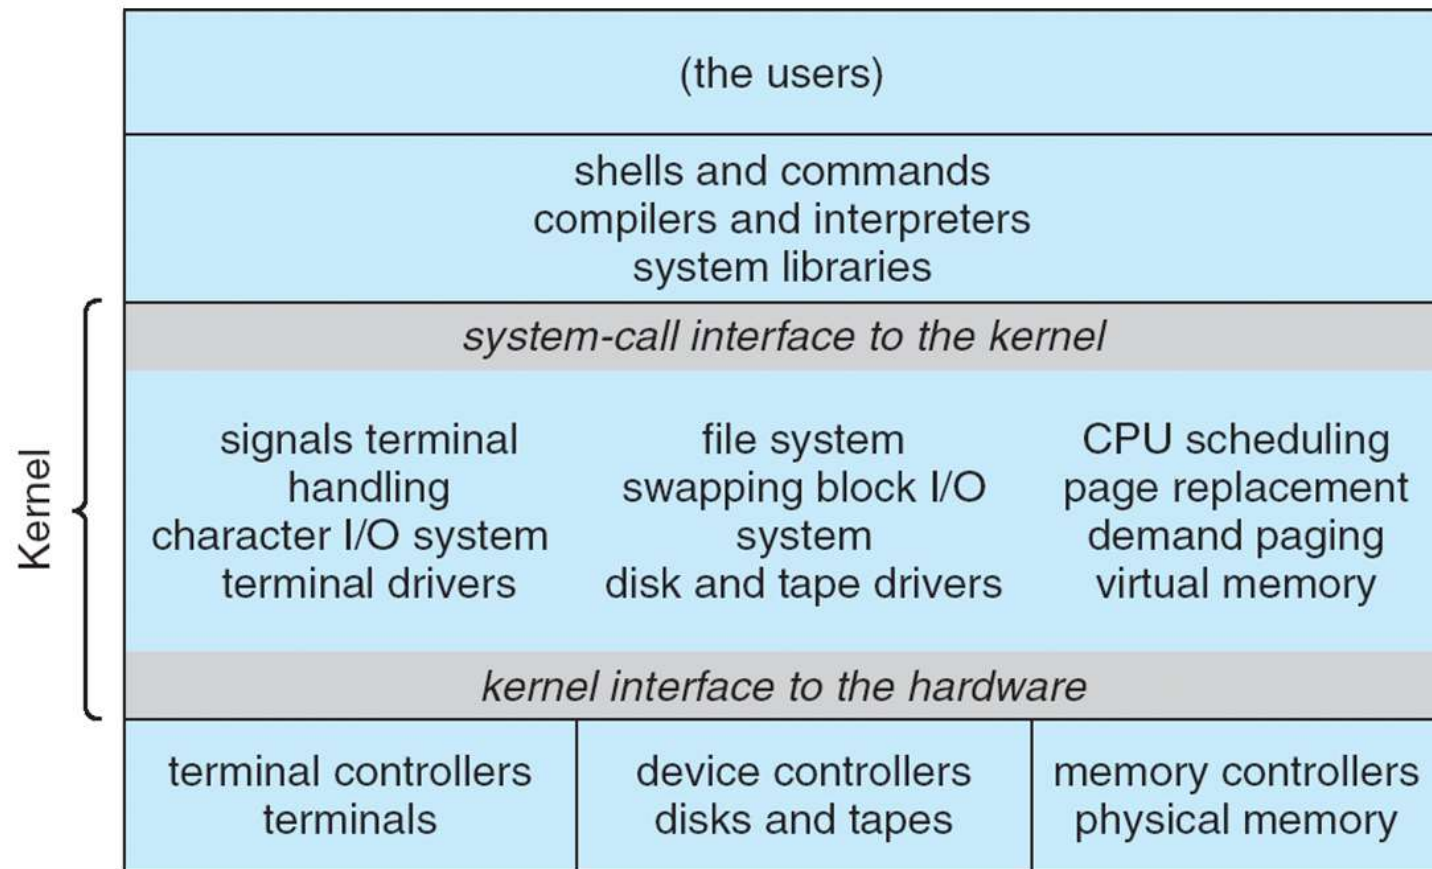 (the users)
shells and commands
compilers and interpreters
system libraries
Kernel
system-call interface to the kernel
signals terminal
handling
character I/O system
terminal drivers
file system
swapping block I/O
system
disk and tape drivers
CPU scheduling
page replacement
demand paging
virtual memory
kernel interface to the hardware
terminal controllers
terminals
device controllers
disks and tapes
memory controllers
physical memory